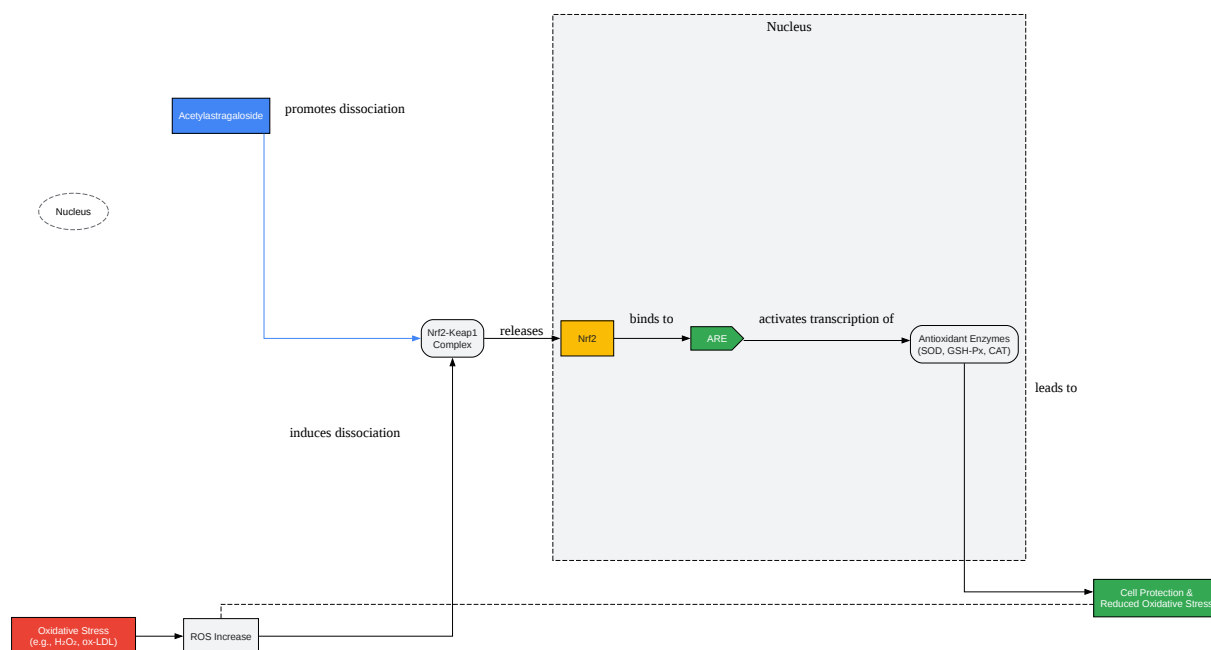 Nucleus
Acetylastragaloside
promotes dissociation
Nucleus
Nrf2-Keap1
Complex
releases
Nrf2
binds to
ARE
activates transcription of
Antioxidant Enzymes
(SOD, GSH-Px, CAT)
leads to
induces dissociation
Cell Protection &
Reduced Oxidative Stress
Oxidative Stress
(e.g., H₂O₂, ox-LDL)
ROS Increase